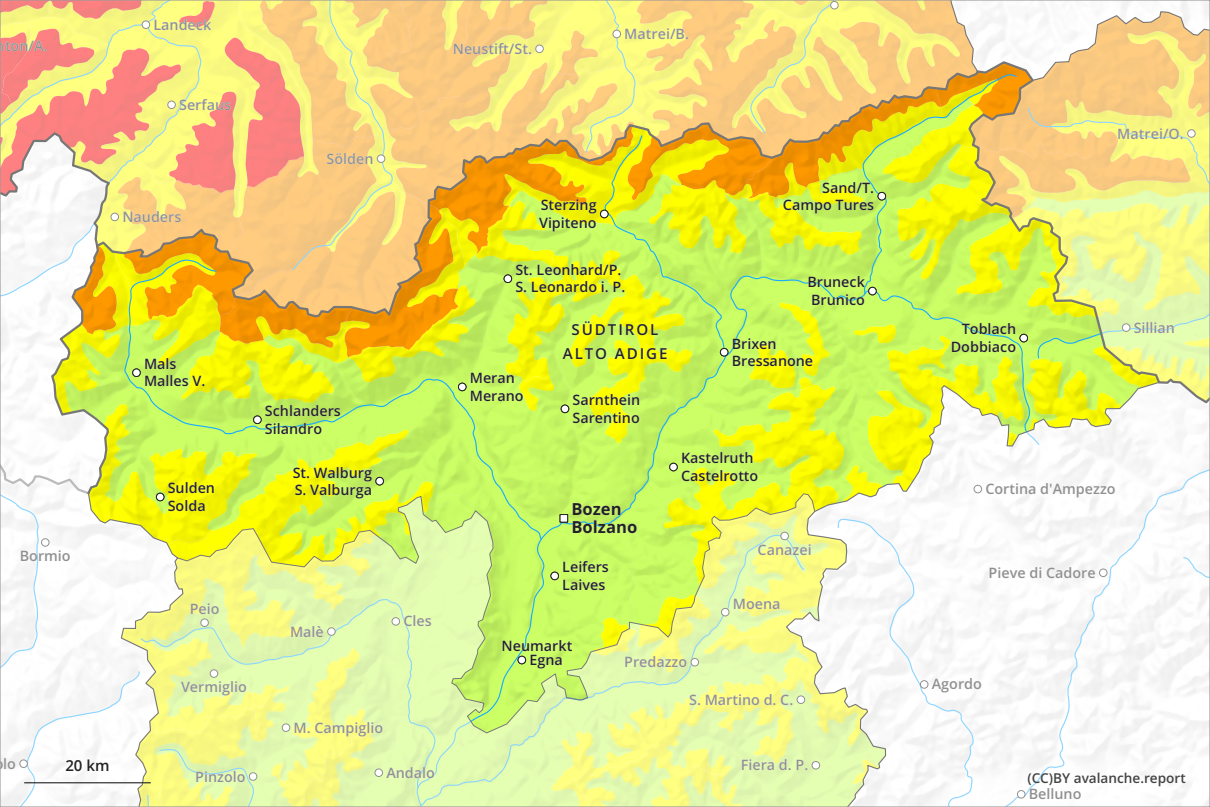 Landeck
ton/A.
Neustift/St.
Matrei/B.
Serfaus
Matrei/O.
Sölden
Nauders
Sand/T.
Campo Tures
Sterzing
Vipiteno
St. Leonhard/P.
S. Leonardo i. P.
Bruneck
Brunico
SÜDTIROL
ALTO ADIGE
Toblach
Dobbiaco
Sillian
Brixen
Bressanone
Mals
Malles V.
Meran
Merano
Schlanders
Silandro
Sarnthein
Sarentino
Kastelruth
Castelrotto
St. Walburg
S. Valburga
Sulden
Solda
Cortina d'Ampezzo
Bozen
Bolzano
Bormio
Canazei
Leifers
Laives
Pieve di Cadore
Peio
Moena
Malè
Cles
Neumarkt
Egna
Predazzo
Vermiglio
Agordo
S. Martino d. C.
M. Campiglio
20 km
olo
Pinzolo
Andalo
Fiera d. P.
(CC)BY avalanche.report
Belluno